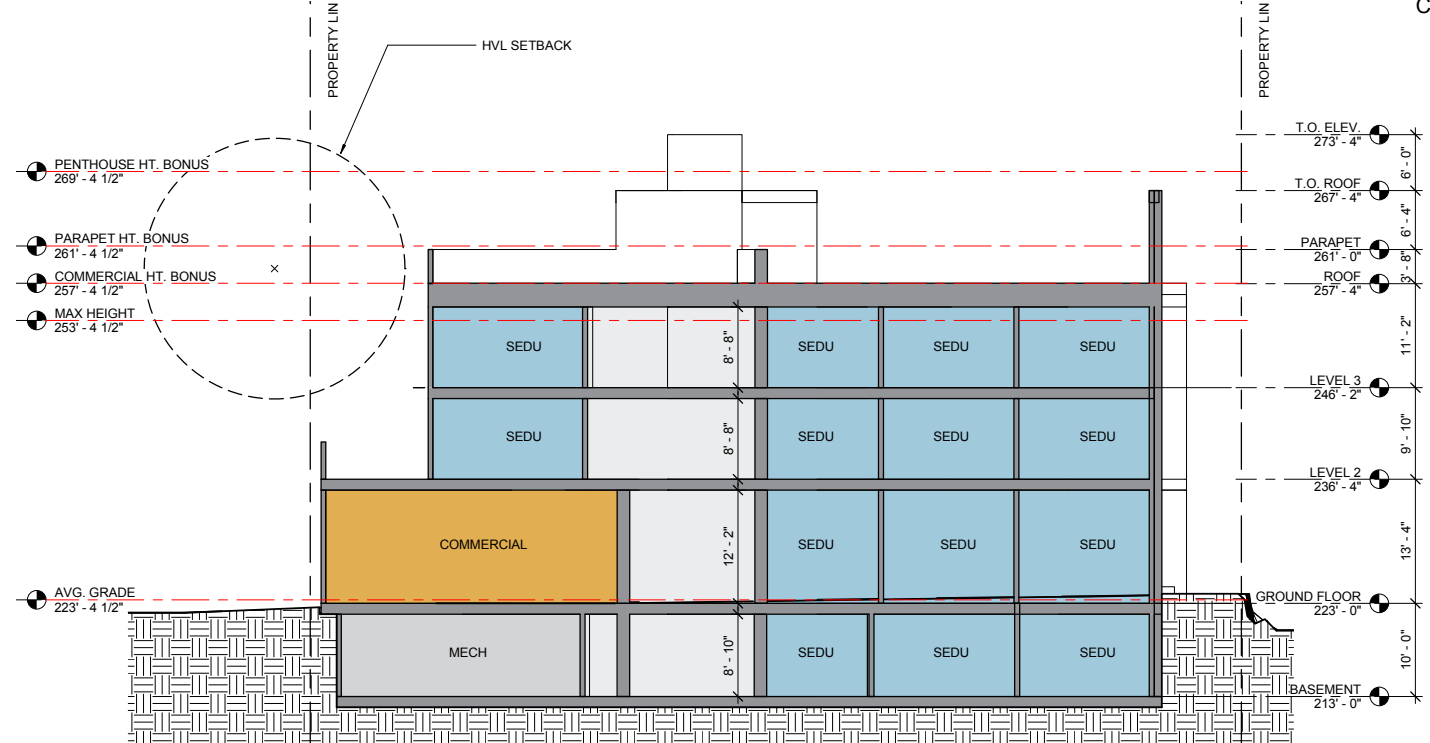 C
PROPERTY LIN
PROPERTY LIN
HVL SETBACK
PENTHOUSE HT. BONUS
269' - 4 1/2"
PARAPET HT. BONUS
261' - 4 1/2"
COMMERCIAL HT. BONUS
257' - 4 1/2"
MAX HEIGHT
253' - 4 1/2"
AVG. GRADE
223' - 4 1/2"
T.O. ELEV.
273' - 4"
6' - 0"
T.O. ROOF
267' - 4"
6' - 4"
PARAPET
261' - 0"
3' - 8"
ROOF
257' - 4"
11' - 2"
LEVEL 3
246' - 2"
9' - 10"
LEVEL 2
236' - 4"
13' - 4"
GROUND FLOOR
223' - 0"
10' - 0"
BASEMENT
213' - 0"
SEDU
8' - 8"
SEDU
SEDU
SEDU
SEDU
8' - 8"
SEDU
SEDU
SEDU
COMMERCIAL
12' - 2"
SEDU
SEDU
SEDU
MECH
8' - 10"
SEDU
SEDU
SEDU